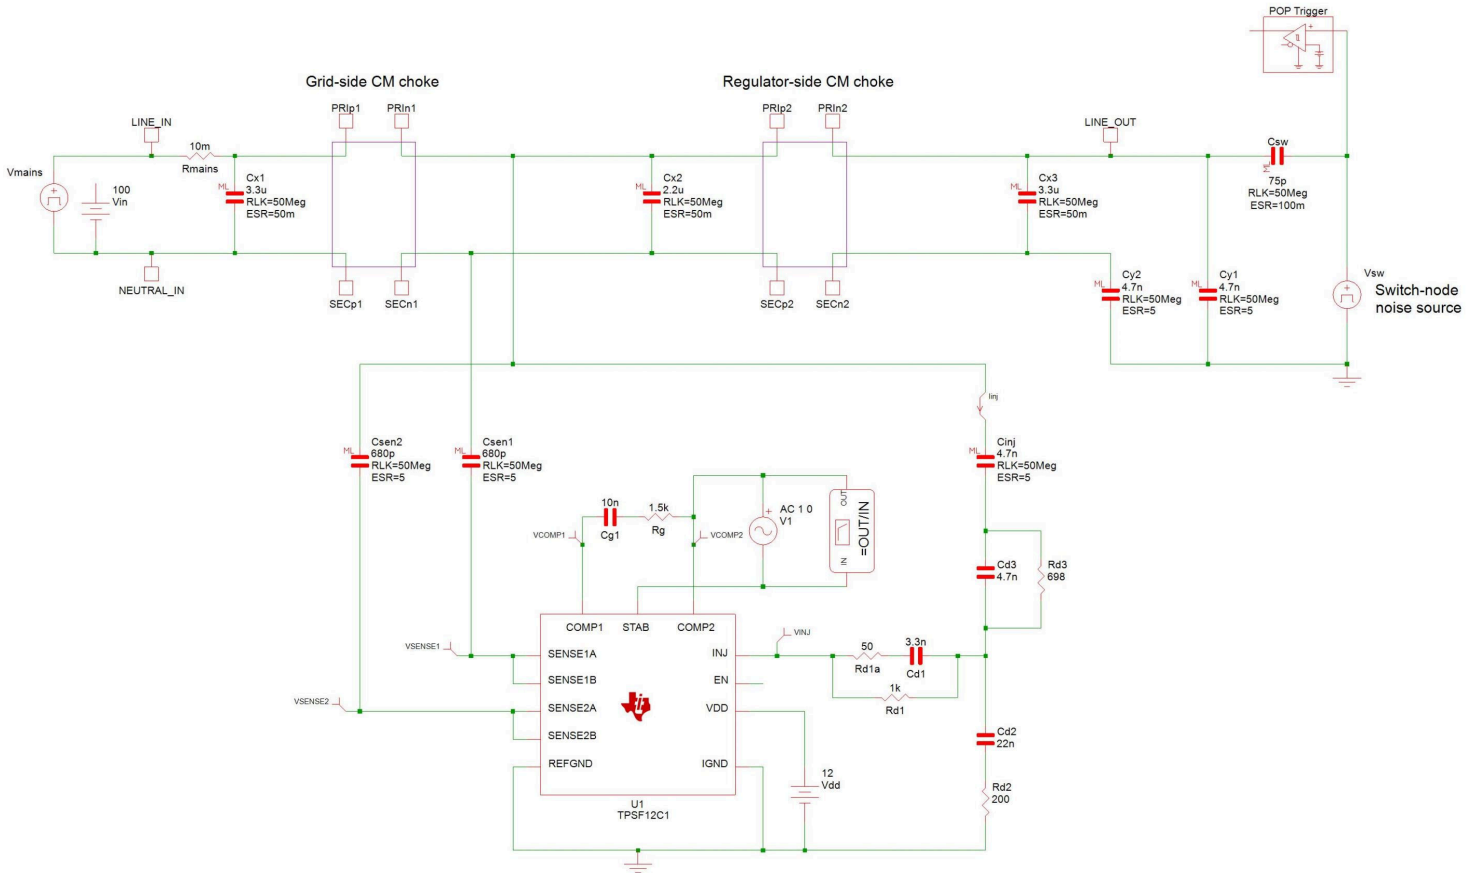 POP Trigger
Grid-side CM choke
Regulator-side CM choke
PRIp1
PRIn1
PRIp2
PRIn2
LINE_IN
LINE_OUT
10m
Rmains
Csw
75p
RLK=50Meg
ESR=100m
Vmains
100
Vin
ML
Cx1
3.3u
RLK=50Meg
ESR=50m
ML
Cx2
2.2u
RLK=50Meg
ESR=50m
ML
Cx3
3.3u
RLK=50Meg
ESR=50m
ML
NEUTRAL_IN
SECp1
SECn1
SECp2
SECn2
ML
Cy2
4.7n
RLK=50Meg
ESR=5
ML
Cy1
4.7n
RLK=50Meg
ESR=5
Vsw
Switch-node
noise source
Iinj
ML
Csen2
680p
RLK=50Meg
ESR=5
ML
Csen1
680p
RLK=50Meg
ESR=5
ML
Cinj
4.7n
RLK=50Meg
ESR=5
10n
Cg1
1.5k
Rg
AC 1 0
V1
OUT
IN
=OUT/IN
VCOMP1
VCOMP2
Cd3
4.7n
Rd3
698
COMP1
STAB
COMP2
VSENSE1
VINJ
SENSE1A
INJ
50
Rd1a
3.3n
Cd1
SENSE1B
EN
1k
Rd1
VSENSE2
SENSE2A
VDD
SENSE2B
Cd2
22n
REFGND
IGND
12
Vdd
Rd2
200
U1
TPSF12C1